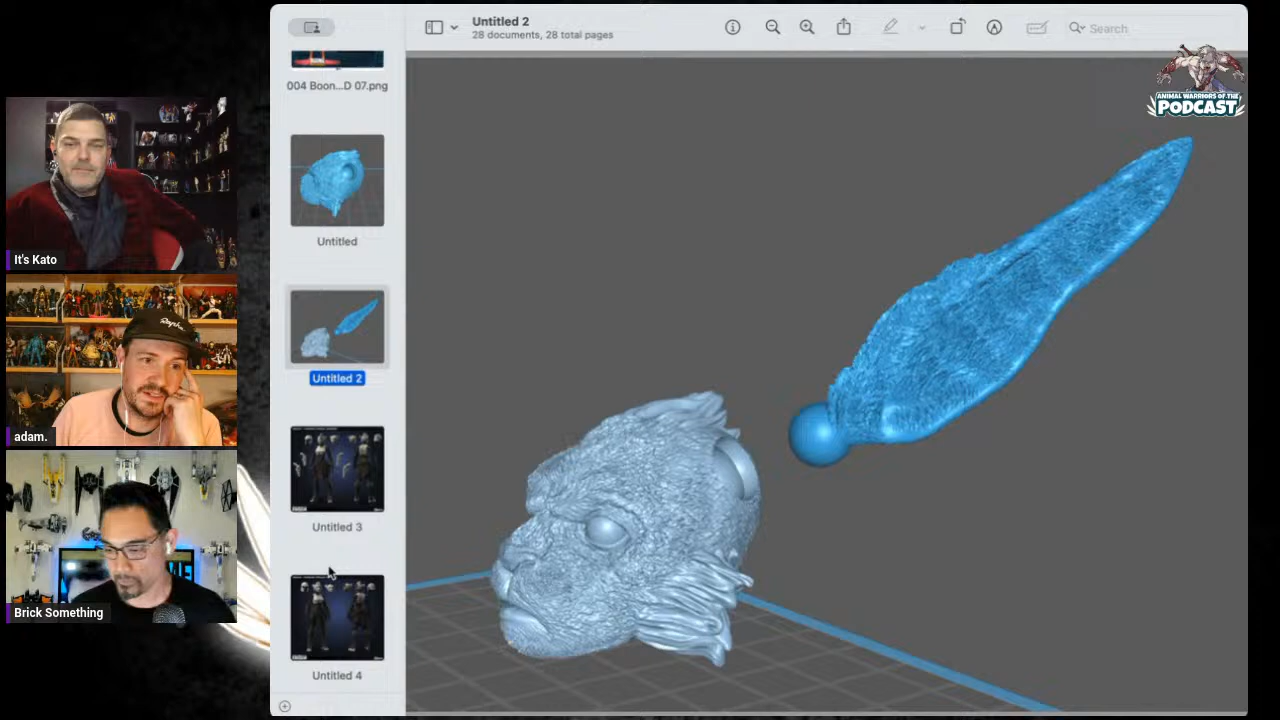 Untitled 2
28 documents, 28 total pages
Search
ANIMAL WARRIORS OF THE
PODCAST
004 Boon...D 07.png
Untitled
Untitled 2
Untitled 3
Untitled 4
It's Kato
adam.
Brick Something